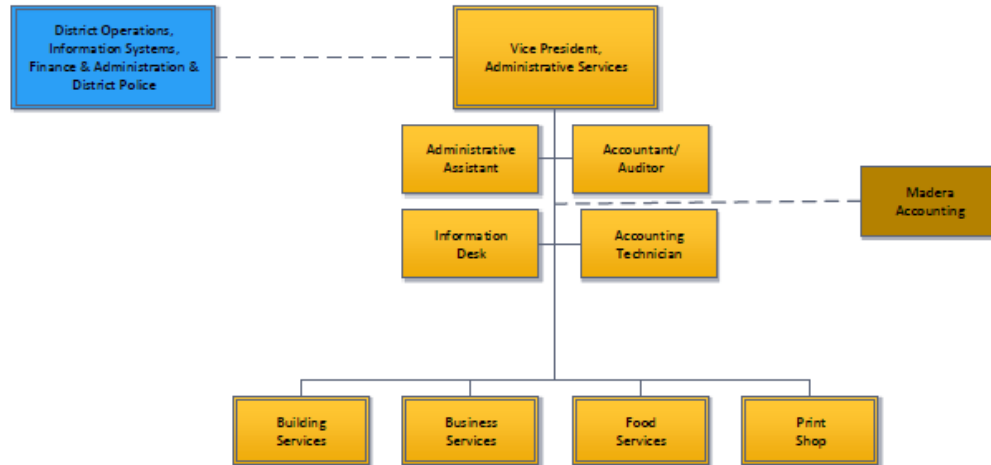 District Operations,
Information Systems,
Finance & Administration &
District Police
Vice President,
Administrative Services
Administrative
Assistant
Accountant/
Auditor
Madera
Accounting
Information
Desk
Accounting
Technician
Building
Services
Business
Services
Food
Services
Print
Shop